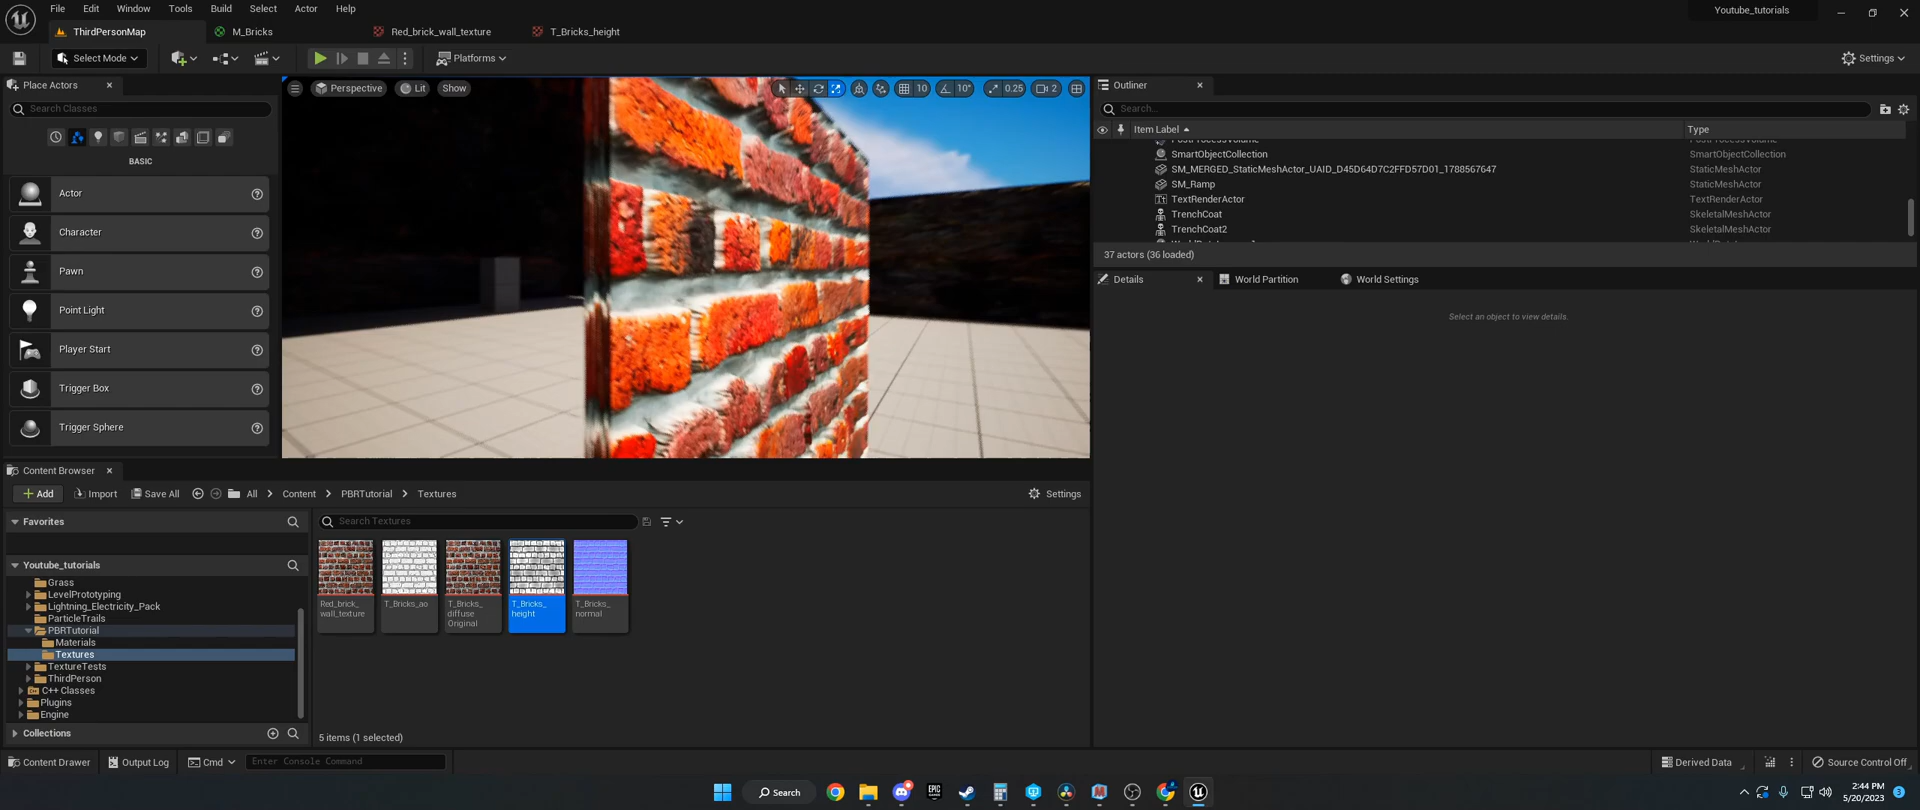 File Edit Window Tools Build Select Actor Help
Youtube_tutorials
ThirdPersonMap
M_Bricks
Red_brick_wall_texture
T_Bricks_height
Select Mode
Platforms
Settings
Place Actors
Search Classes
BASIC
Actor
Character
Pawn
Point Light
Player Start
Trigger Box
Trigger Sphere
Perspective
Lit
Show
10
10°
0.25
2
Outliner
Search...
Item Label
Type
SmartObjectCollection SmartObjectCollection
SM_MERGED_StaticMeshActor_UAID_D45D64D7C2FFD57D01_1788567647 StaticMeshActor
SM_Ramp StaticMeshActor
TextRenderActor TextRenderActor
TrenchCoat SkeletalMeshActor
TrenchCoat2 SkeletalMeshActor
37 actors (36 loaded)
Details
World Partition
World Settings
Select an object to view details.
Content Browser
Add
Import
Save All
All
Content
PBRTutorial
Textures
Settings
Favorites
Youtube_tutorials
Grass
LevelPrototyping
Lightning_Electricity_Pack
ParticleTrails
PBRTutorial
Materials
Textures
TextureTests
ThirdPerson
C++ Classes
Plugins
Engine
Collections
Search Textures
Red_brick_
wall_texture
T_Bricks_ao
T_Bricks_
diffuse
Original
T_Bricks_
height
T_Bricks_
normal
5 items (1 selected)
Content Drawer
Output Log
Cmd
Enter Console Command
Derived Data
Source Control Off
Search
EPIC
2:44 PM
5/20/2023
3